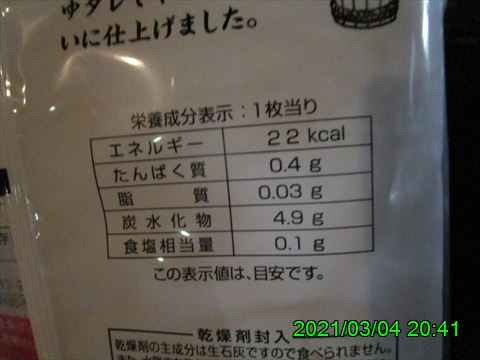 いに仕上げました。
栄養成分表示：1枚当り
エネルギー 22 kcal
たんぱく質 0.4 g
脂質 0.03 g
炭水化物 4.9 g
食塩相当量 0.1 g
この表示値は、目安です。
乾燥剤封入
乾燥剤の主成分は生石灰ですので食べられません。
2021/03/04 20:41